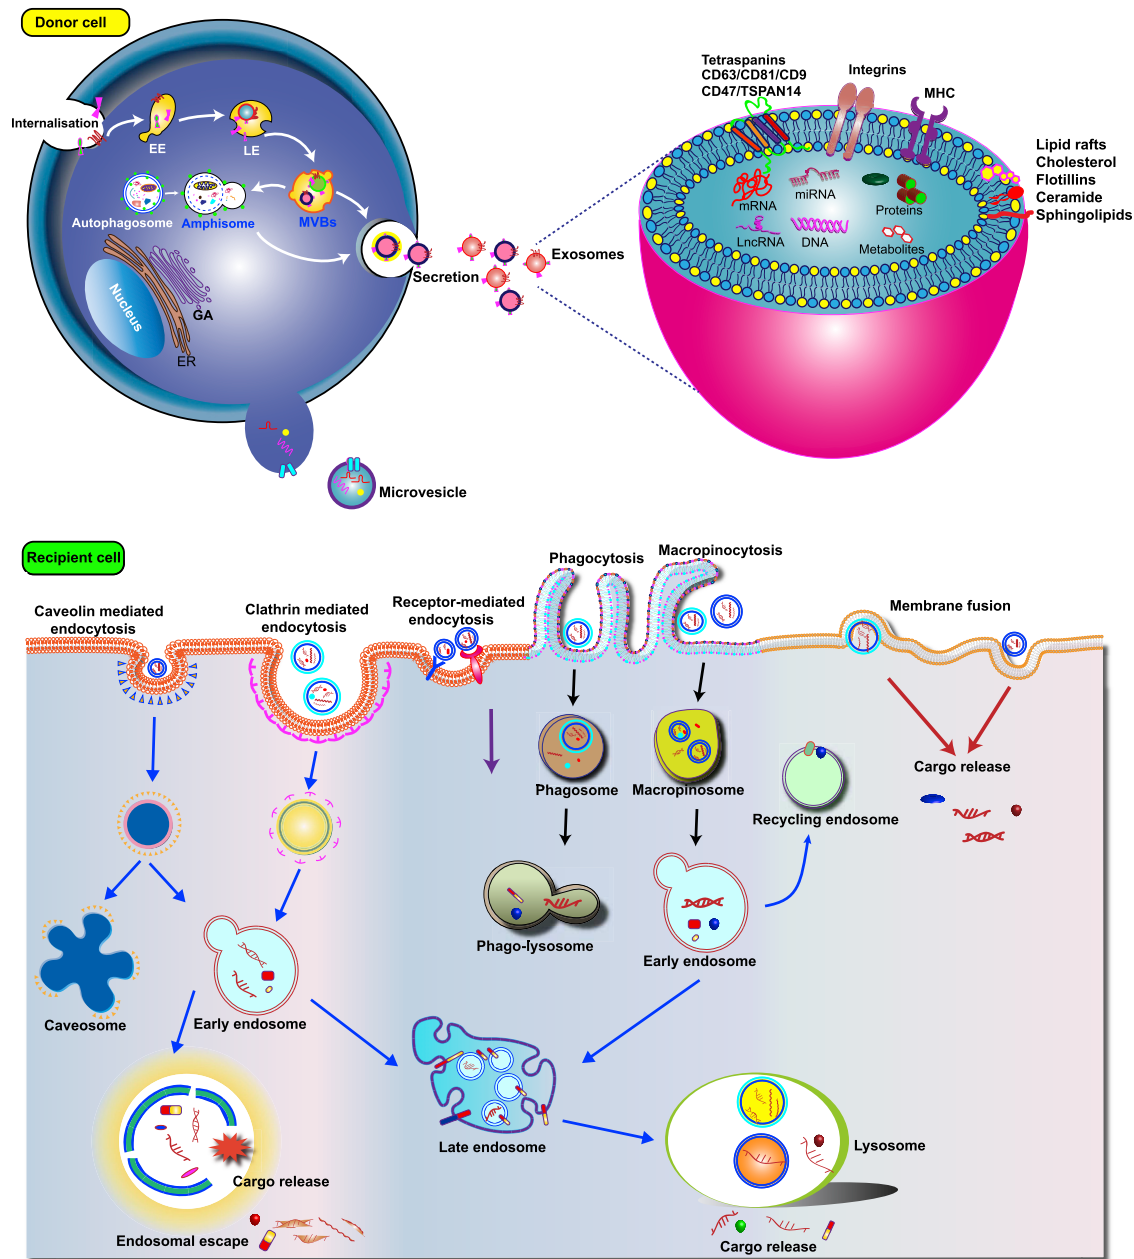 Donor cell
Internalisation
EE
LE
Autophagosome
Amphisome
MVBs
Nucleus
GA
ER
Secretion
Exosomes
Microvesicle
Tetraspanins
CD63/CD81/CD9
CD47/TSPAN14
Integrins
MHC
Lipid rafts
Cholesterol
Flotillins
Ceramide
Sphingolipids
mRNA
miRNA
Proteins
LncRNA
DNA
Metabolites
Recipient cell
Caveolin mediated
endocytosis
Clathrin mediated
endocytosis
Receptor-mediated
endocytosis
Phagocytosis
Macropinocytosis
Membrane fusion
Phagosome
Macropinosome
Recycling endosome
Cargo release
Phago-lysosome
Early endosome
Caveosome
Early endosome
Late endosome
Lysosome
Cargo release
Endosomal escape
Cargo release